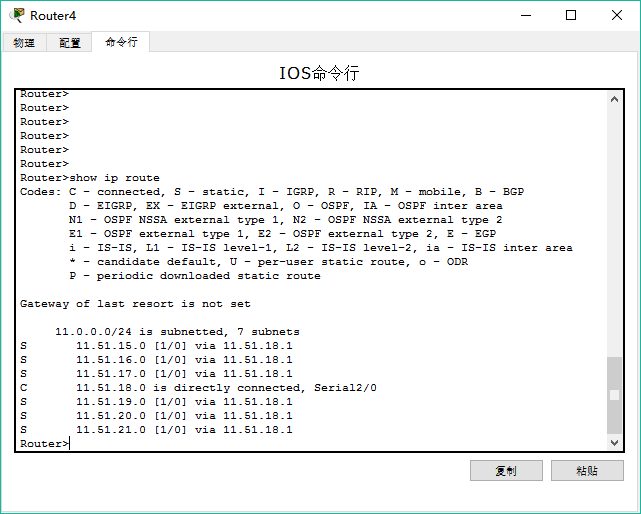 Router4
物理 配置 命令行
IOS命令行
Router>
Router>
Router>
Router>
Router>
Router>
Router>show ip route
Codes: C - connected, S - static, I - IGRP, R - RIP, M - mobile, B - BGP
       D - EIGRP, EX - EIGRP external, O - OSPF, IA - OSPF inter area
       N1 - OSPF NSSA external type 1, N2 - OSPF NSSA external type 2
       E1 - OSPF external type 1, E2 - OSPF external type 2, E - EGP
       i - IS-IS, L1 - IS-IS level-1, L2 - IS-IS level-2, ia - IS-IS inter area
       * - candidate default, U - per-user static route, o - ODR
       P - periodic downloaded static route
Gateway of last resort is not set
     11.0.0.0/24 is subnetted, 7 subnets
S       11.51.15.0 [1/0] via 11.51.18.1
S       11.51.16.0 [1/0] via 11.51.18.1
S       11.51.17.0 [1/0] via 11.51.18.1
C       11.51.18.0 is directly connected, Serial2/0
S       11.51.19.0 [1/0] via 11.51.18.1
S       11.51.20.0 [1/0] via 11.51.18.1
S       11.51.21.0 [1/0] via 11.51.18.1
Router>
复制 粘贴